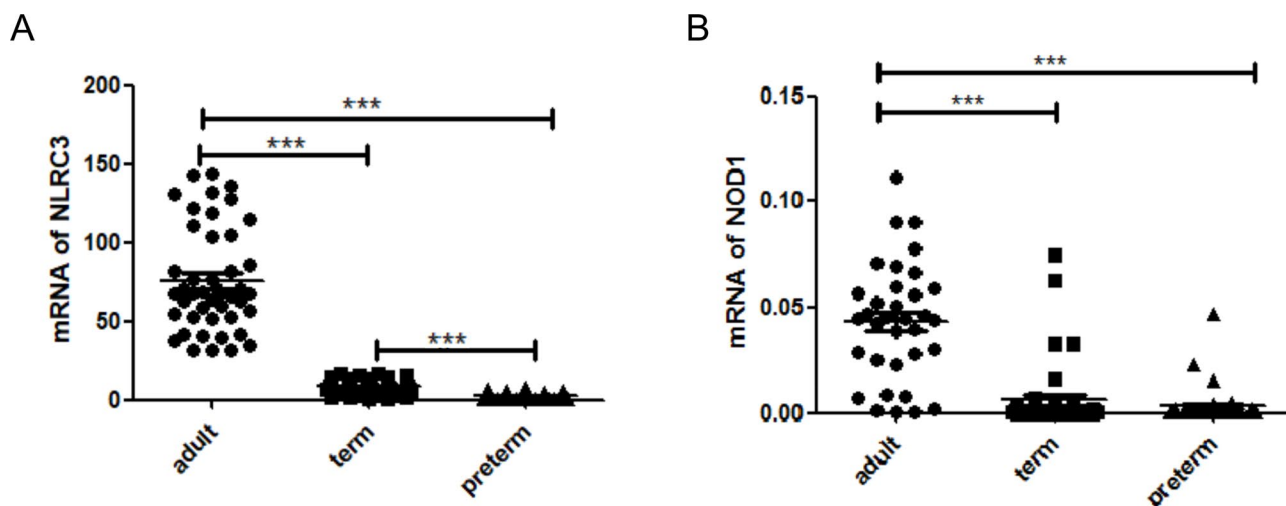 A
mRNA of NLRC3
200
150
100
50
0
***
***
***
adult
term
preterm
B
mRNA of NOD1
0.15
0.10
0.05
0.00
***
***
adult
term
preterm